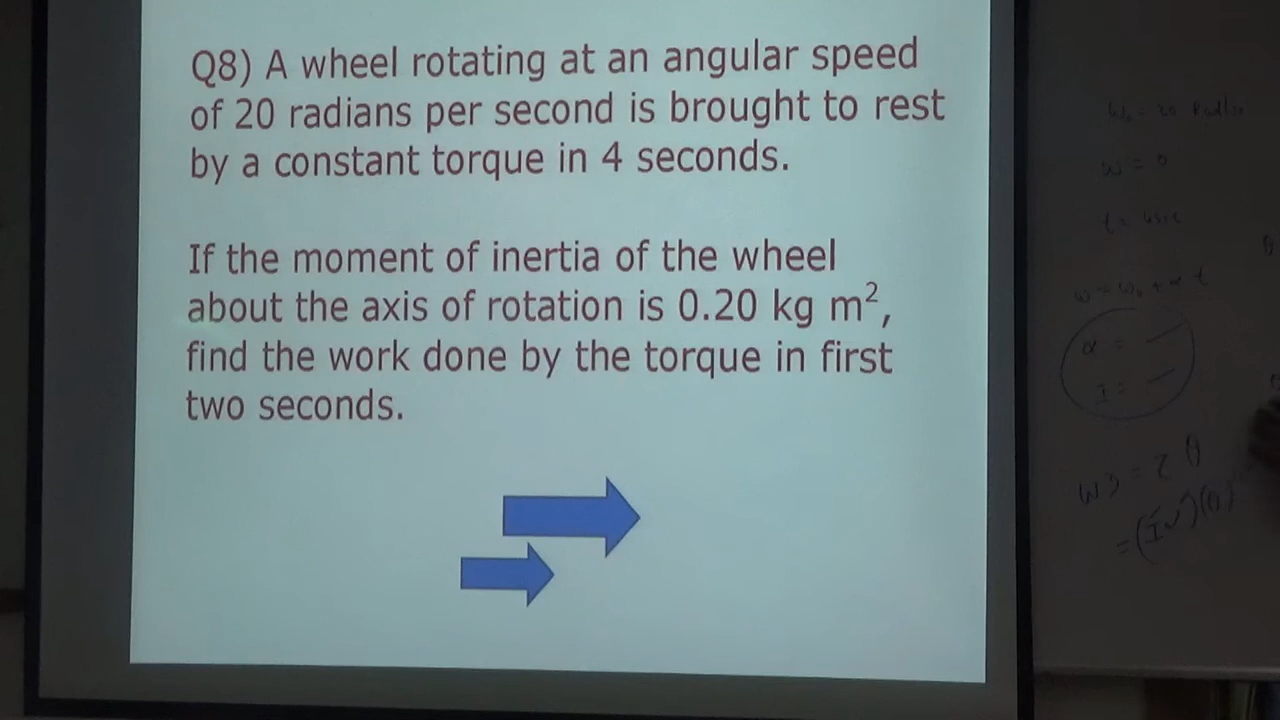 Q8) A wheel rotating at an angular speed
of 20 radians per second is brought to rest
by a constant torque in 4 seconds.
If the moment of inertia of the wheel
about the axis of rotation is 0.20 kg m²,
find the work done by the torque in first
two seconds.
ω = 0
ω = ω₀ + α t
α =
I =